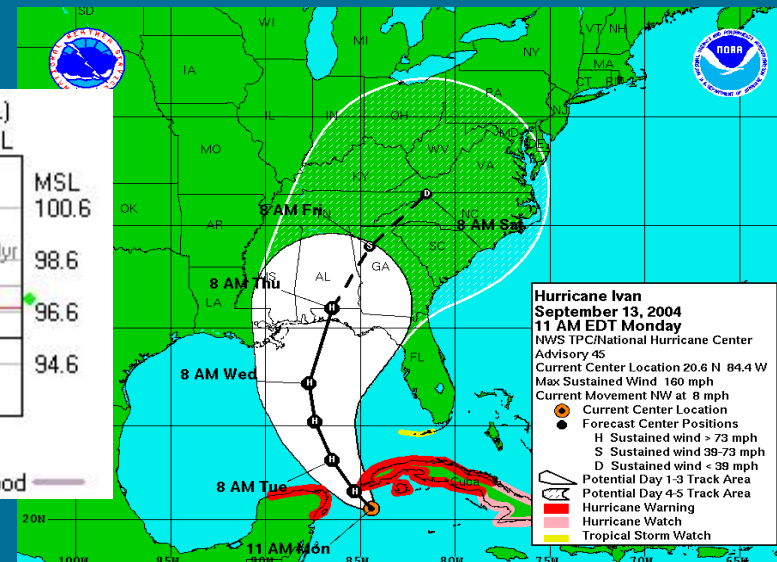 L)
L
MSL
100.6
yr
98.6
96.6
94.6
ood
SD
WI
MI
VT
NH
NY
MA
CT
RI
IA
PA
IL
IN
OH
MD
DE
MO
WV
VA
KY
OK
8 AM Fri
NC
8 AM Sat
AR
SC
MS
AL
GA
8 AM Thu
LA
FL
8 AM Wed
8 AM Tue
Cuba
11 AM Mon
20N
100W
95W
90W
85W
80W
75W
70W
65W
H
S
D
NOAA
Hurricane Ivan
September 13, 2004
11 AM EDT Monday
NWS TPC/National Hurricane Center
Advisory 45
Current Center Location 20.6 N 84.4 W
Max Sustained Wind 160 mph
Current Movement NW at 8 mph
Current Center Location
Forecast Center Positions
H Sustained wind > 73 mph
S Sustained wind 39-73 mph
D Sustained wind < 39 mph
Potential Day 1-3 Track Area
Potential Day 4-5 Track Area
Hurricane Warning
Hurricane Watch
Tropical Storm Watch